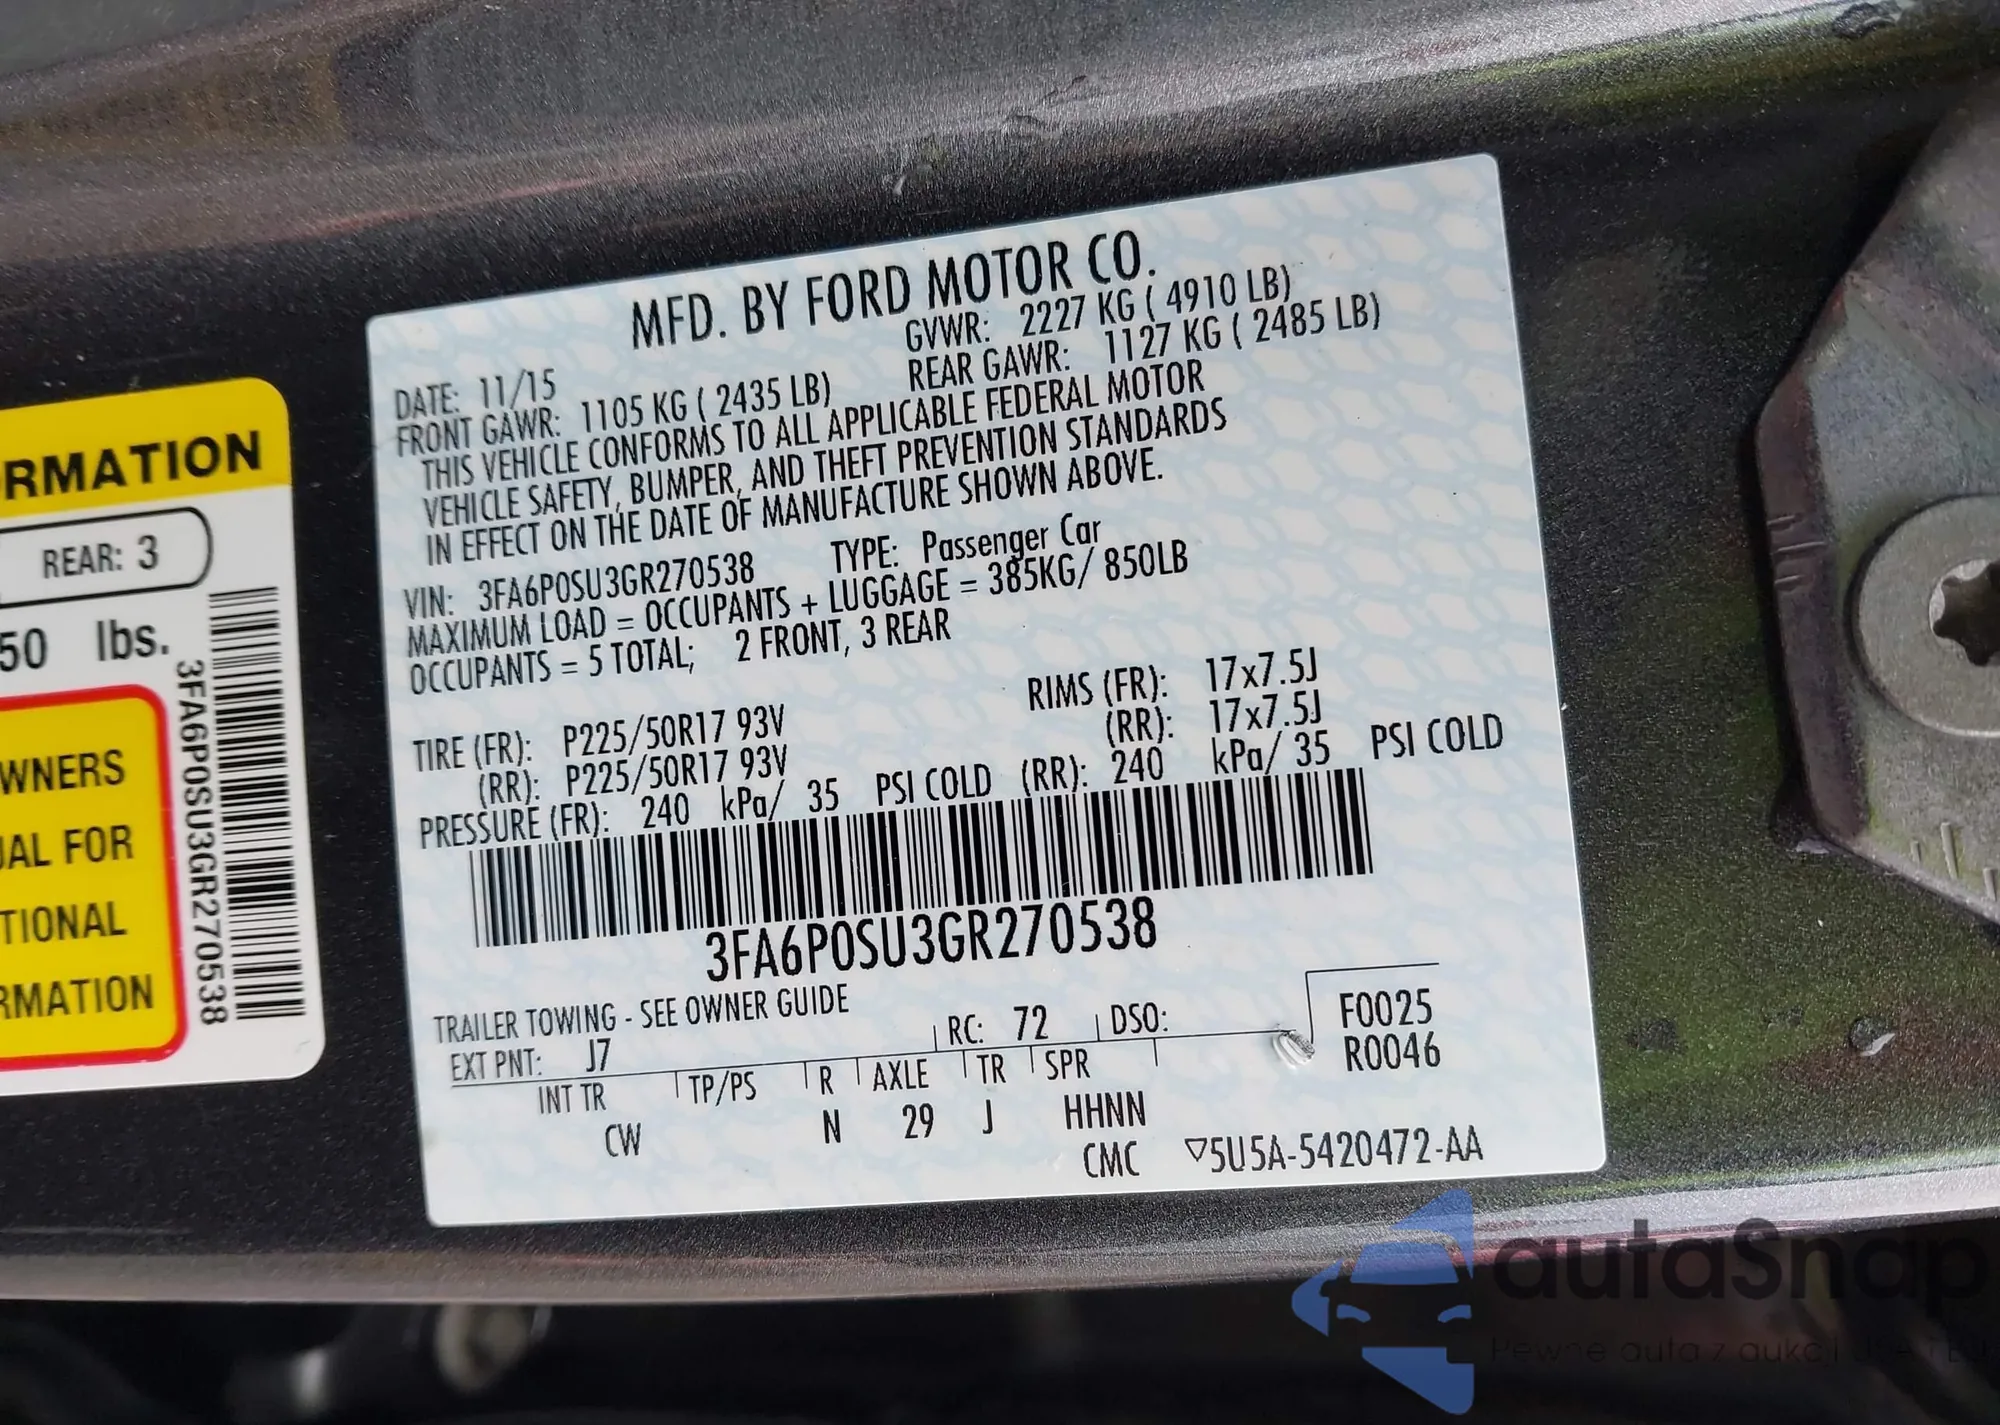 RMATION
REAR: 3
50 lbs.
WNERS
UAL FOR
TIONAL
RMATION
3FA6P0SU3GR270538
MFD. BY FORD MOTOR CO.
DATE: 11/15 GVWR: 2227 KG ( 4910 LB)
FRONT GAWR: 1105 KG ( 2435 LB) REAR GAWR: 1127 KG ( 2485 LB)
THIS VEHICLE CONFORMS TO ALL APPLICABLE FEDERAL MOTOR
VEHICLE SAFETY, BUMPER, AND THEFT PREVENTION STANDARDS
IN EFFECT ON THE DATE OF MANUFACTURE SHOWN ABOVE.
VIN: 3FA6P0SU3GR270538 TYPE: Passenger Car
MAXIMUM LOAD = OCCUPANTS + LUGGAGE = 385KG/ 850LB
OCCUPANTS = 5 TOTAL; 2 FRONT, 3 REAR
TIRE (FR): P225/50R17 93V RIMS (FR): 17x7.5J
(RR): P225/50R17 93V (RR): 17x7.5J
PRESSURE (FR): 240 kPa/ 35 PSI COLD (RR): 240 kPa/ 35 PSI COLD
3FA6P0SU3GR270538
TRAILER TOWING - SEE OWNER GUIDE
EXT PNT: J7 RC: 72 DSO: F0025
R0046
INT TR TP/PS R AXLE TR SPR
CW N 29 J HHNN
CMC ▽5U5A-5420472-AA
autaSnap
Pewne auta z aukcji